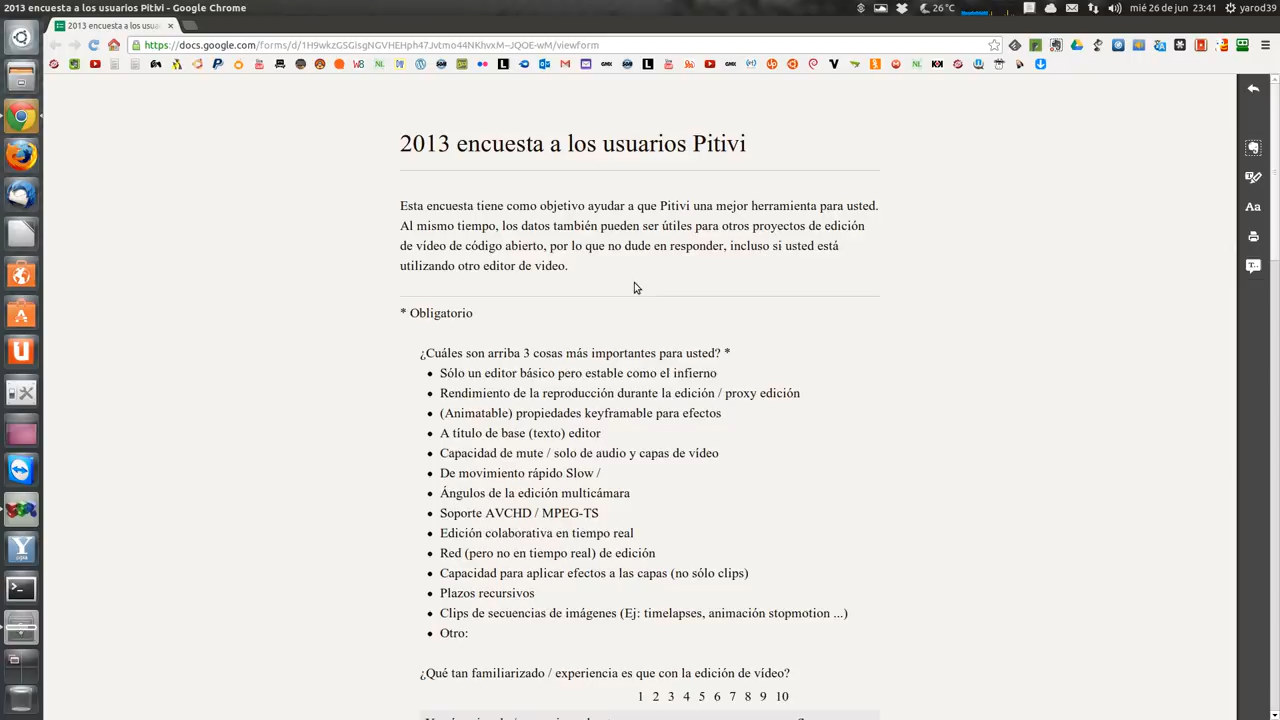 2013 encuesta a los usuarios Pitivi - Google Chrome
26°C
mié 26 de jun, 23:41
yarod39
2013 encuesta a los usua
https://docs.google.com/forms/d/1H9wkzGSGisgNGVHEHph47Jvtmo44NKhvxM-JQOE-wM/viewform
2013 encuesta a los usuarios Pitivi
Esta encuesta tiene como objetivo ayudar a que Pitivi una mejor herramienta para usted.
Al mismo tiempo, los datos también pueden ser útiles para otros proyectos de edición
de vídeo de código abierto, por lo que no dude en responder, incluso si usted está
utilizando otro editor de video.
* Obligatorio
¿Cuáles son arriba 3 cosas más importantes para usted? *
• Sólo un editor básico pero estable como el infierno
• Rendimiento de la reproducción durante la edición / proxy edición
• (Animatable) propiedades keyframable para efectos
• A título de base (texto) editor
• Capacidad de mute / solo de audio y capas de vídeo
• De movimiento rápido Slow /
• Ángulos de la edición multicámara
• Soporte AVCHD / MPEG-TS
• Edición colaborativa en tiempo real
• Red (pero no en tiempo real) de edición
• Capacidad para aplicar efectos a las capas (no sólo clips)
• Plazos recursivos
• Clips de secuencias de imágenes (Ej: timelapses, animación stopmotion ...)
• Otro:
¿Qué tan familiarizado / experiencia es que con la edición de vídeo?
1 2 3 4 5 6 7 8 9 10
Aa